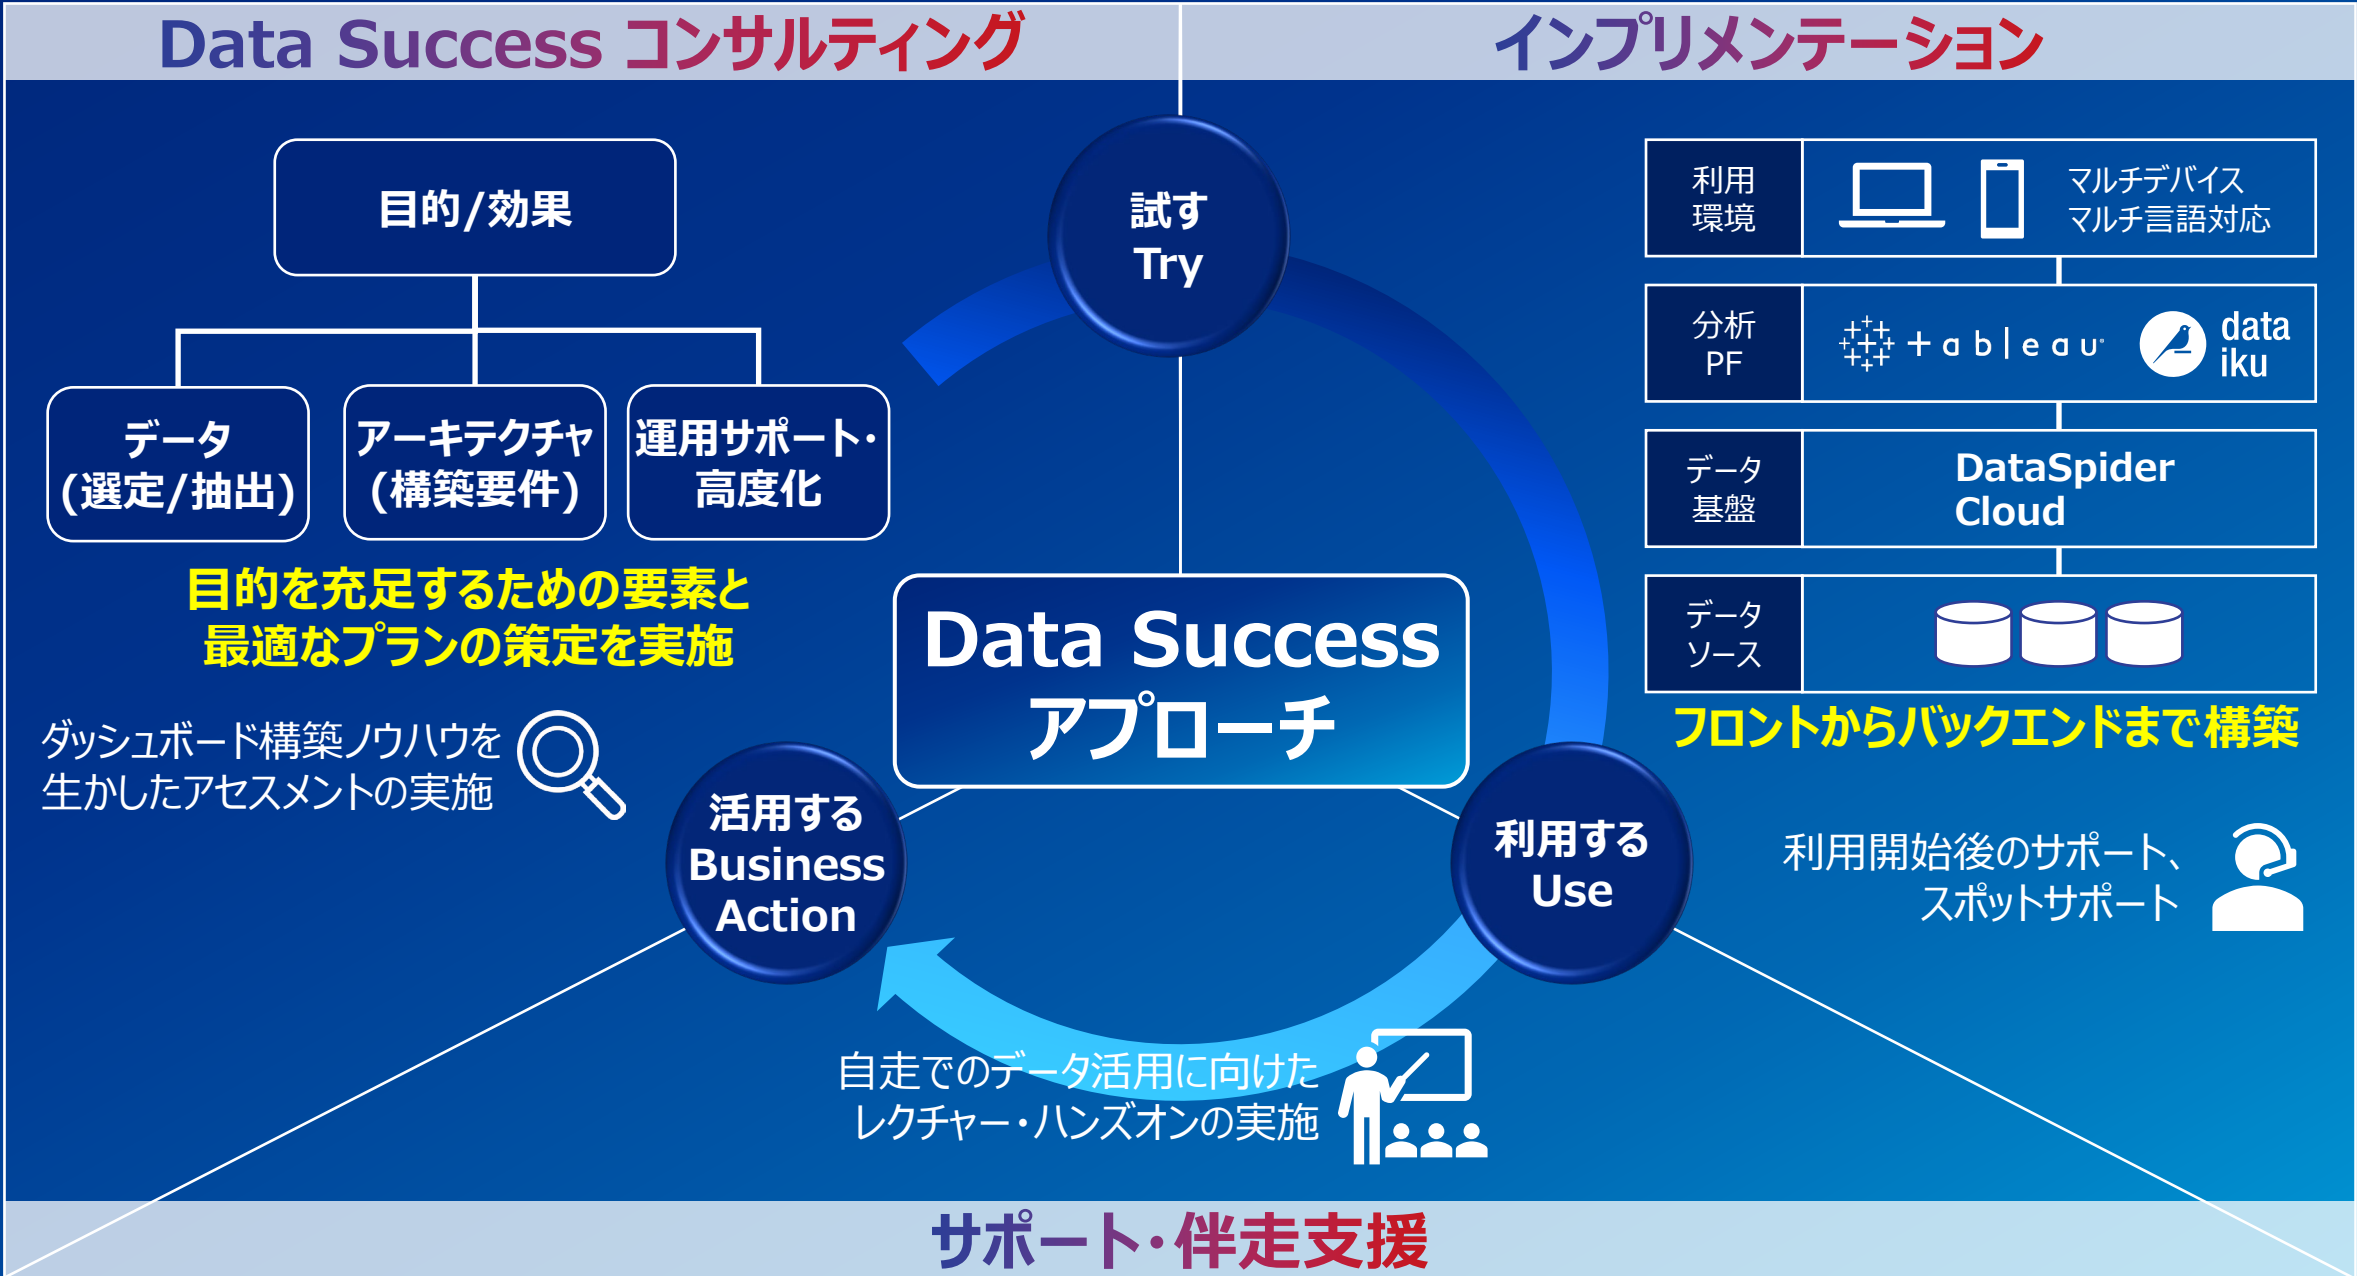 Data Success コンサルティング
インプリメンテーション
目的/効果
データ
(選定/抽出)
アーキテクチャ
(構築要件)
運用サポート・
高度化
目的を充足するための要素と
最適なプランの策定を実施
ダッシュボード構築ノウハウを
生かしたアセスメントの実施
試す
Try
Data Success
アプローチ
活用する
Business
Action
利用する
Use
利用
環境
マルチデバイス
マルチ言語対応
分析
PF
+ableau
data
iku
データ
基盤
DataSpider
Cloud
データ
ソース
フロントからバックエンドまで構築
利用開始後のサポート、
スポットサポート
自走でのデータ活用に向けた
レクチャー・ハンズオンの実施
サポート・伴走支援